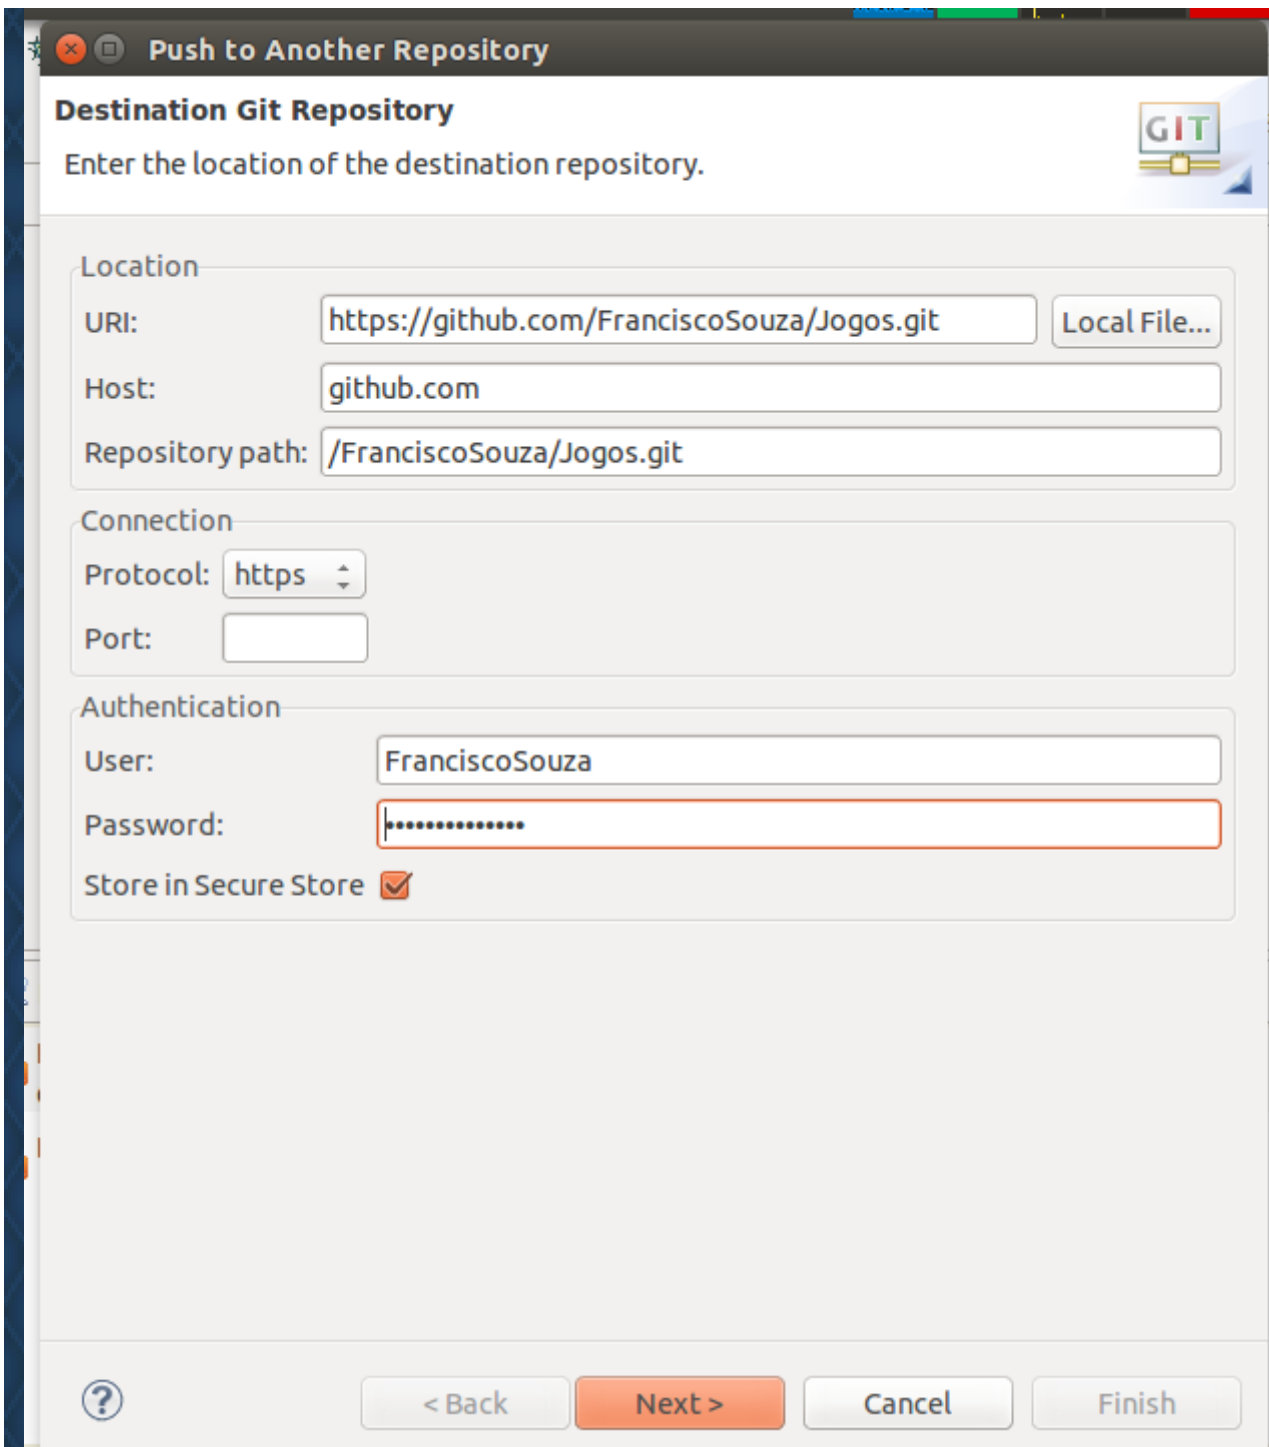 Push to Another Repository
Destination Git Repository
Enter the location of the destination repository.
GIT
Location
URI: https://github.com/FranciscoSouza/Jogos.git Local File...
Host: github.com
Repository path: /FranciscoSouza/Jogos.git
Connection
Protocol: https
Port:
Authentication
User: FranciscoSouza
Password: ••••••••••••••
Store in Secure Store
? < Back Next > Cancel Finish